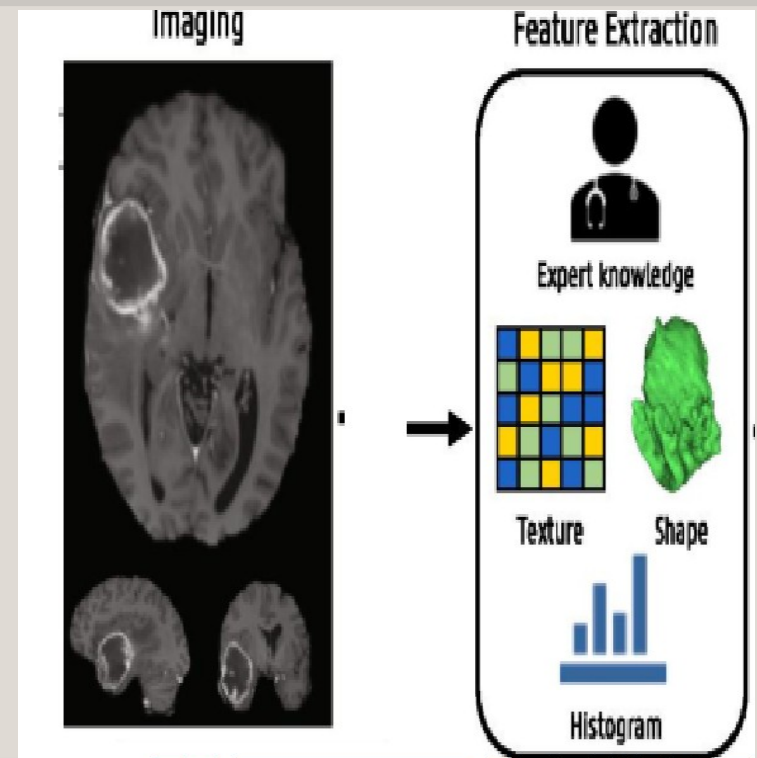 Imaging
Feature Extraction
Expert knowledge
Texture
Shape
Histogram